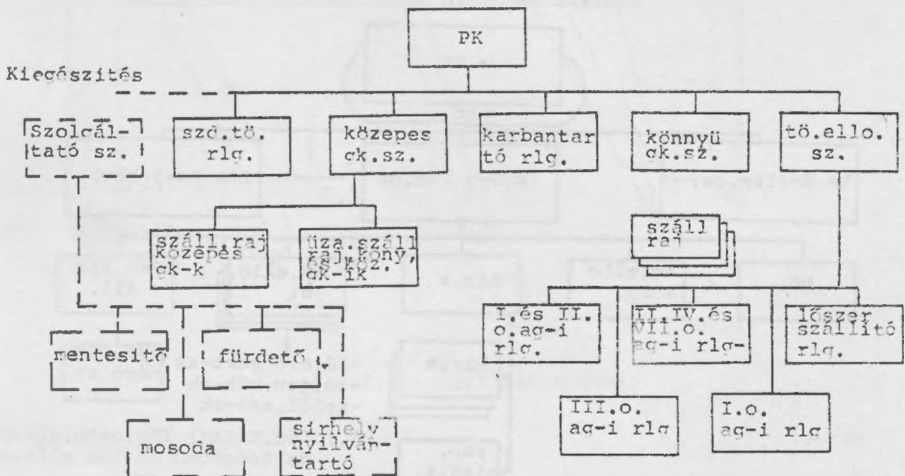 PK
Kiegészítés
Szolgál-
tató sz.
szd.tö.
rlg.
közepes
gk.sz.
karbantar
tó rlg.
könnyü
gk.sz.
tö.ello.
sz.
száll
raj
száll.raj
közepes
gk-k
üza.száll
gk-ik
I.és II.
o.ag-i
rlg.
II.IV.és
VII.o.
ag-i rlg-
lőszer
szállitó
rlg.
mentesitő
fürdető
III.o.
ag-i rlg
I.o.
ag-i rlg
mosoda
sirhely
nyilván-
tartó